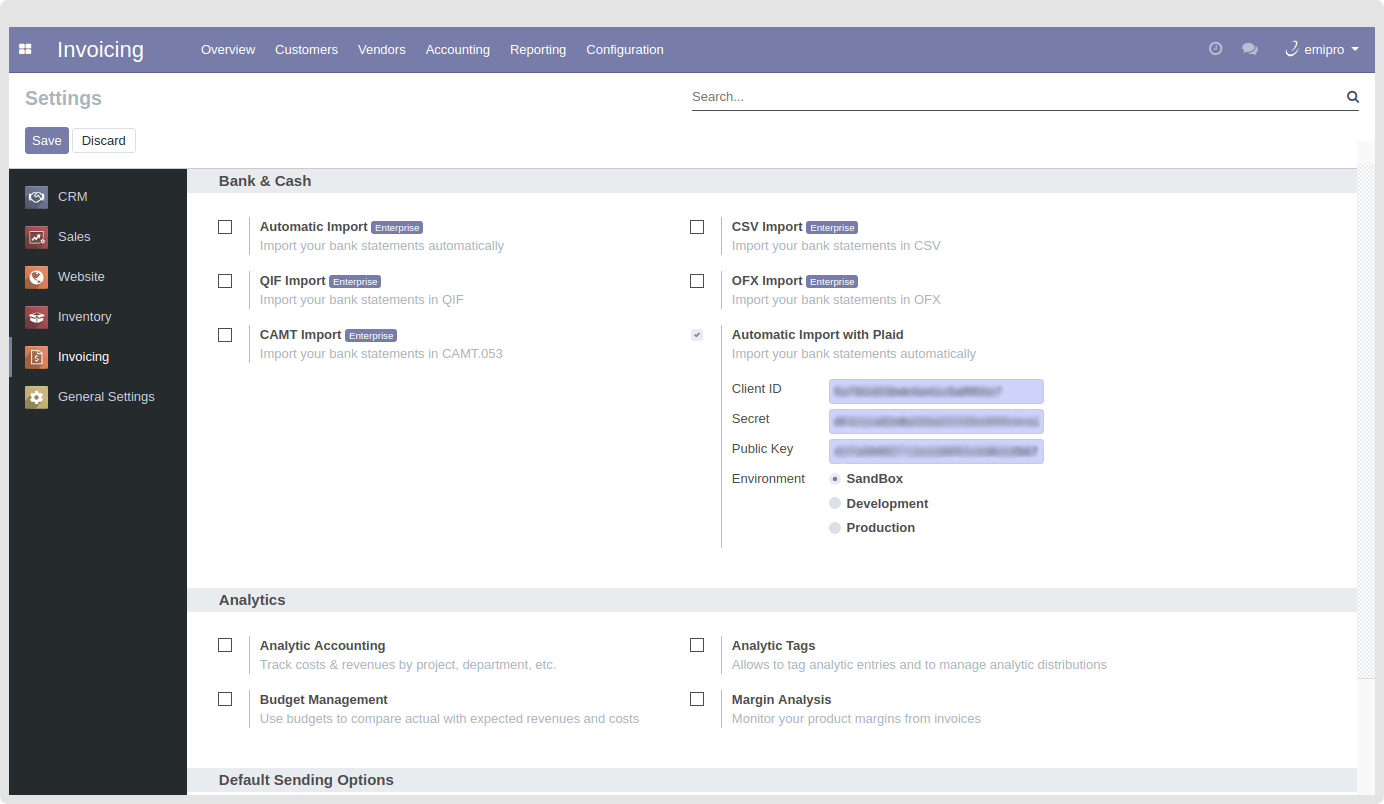 Invoicing Overview Customers Vendors Accounting Reporting Configuration emipro
Settings
Search...
Save Discard
CRM
Sales
Website
Inventory
Invoicing
General Settings
Bank & Cash
Automatic Import Enterprise
Import your bank statements automatically
CSV Import Enterprise
Import your bank statements in CSV
QIF Import Enterprise
Import your bank statements in QIF
OFX Import Enterprise
Import your bank statements in OFX
CAMT Import Enterprise
Import your bank statements in CAMT.053
Automatic Import with Plaid
Import your bank statements automatically
Client ID
Secret
Public Key
Environment SandBox
Development
Production
Analytics
Analytic Accounting
Track costs & revenues by project, department, etc.
Analytic Tags
Allows to tag analytic entries and to manage analytic distributions
Budget Management
Use budgets to compare actual with expected revenues and costs
Margin Analysis
Monitor your product margins from invoices
Default Sending Options